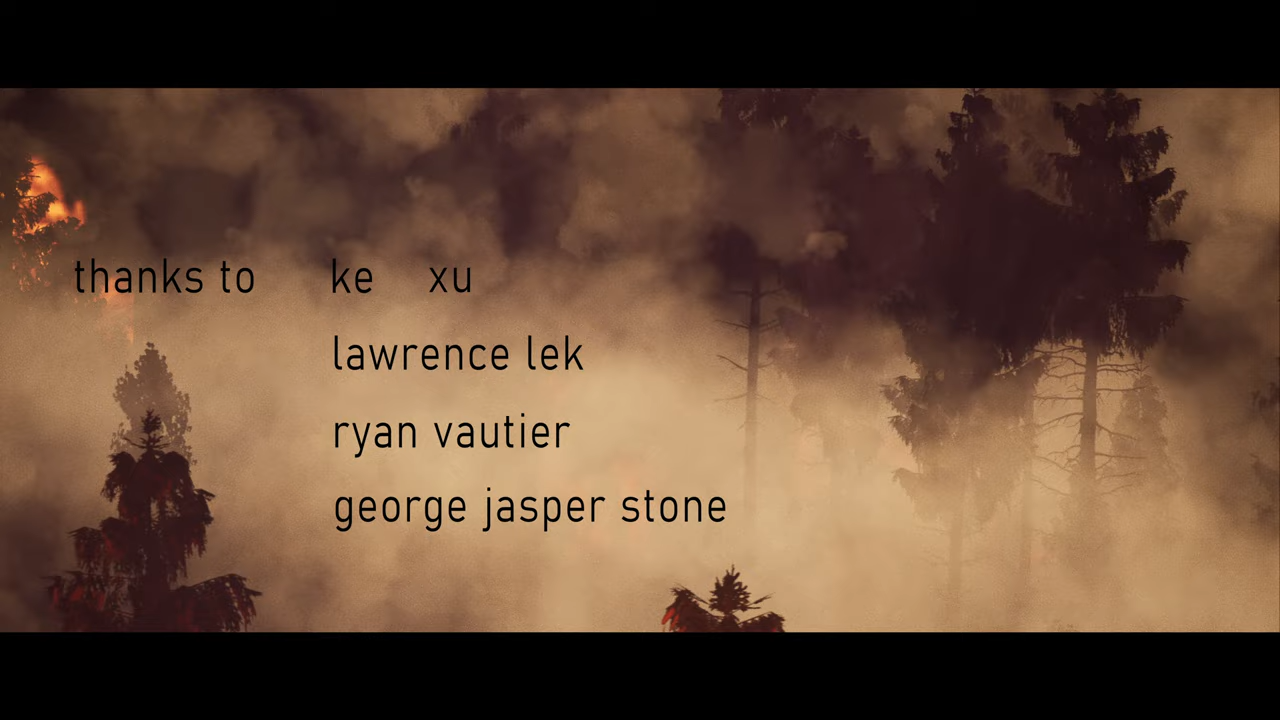 thanks to ke xu
lawrence lek
ryan vautier
george jasper stone